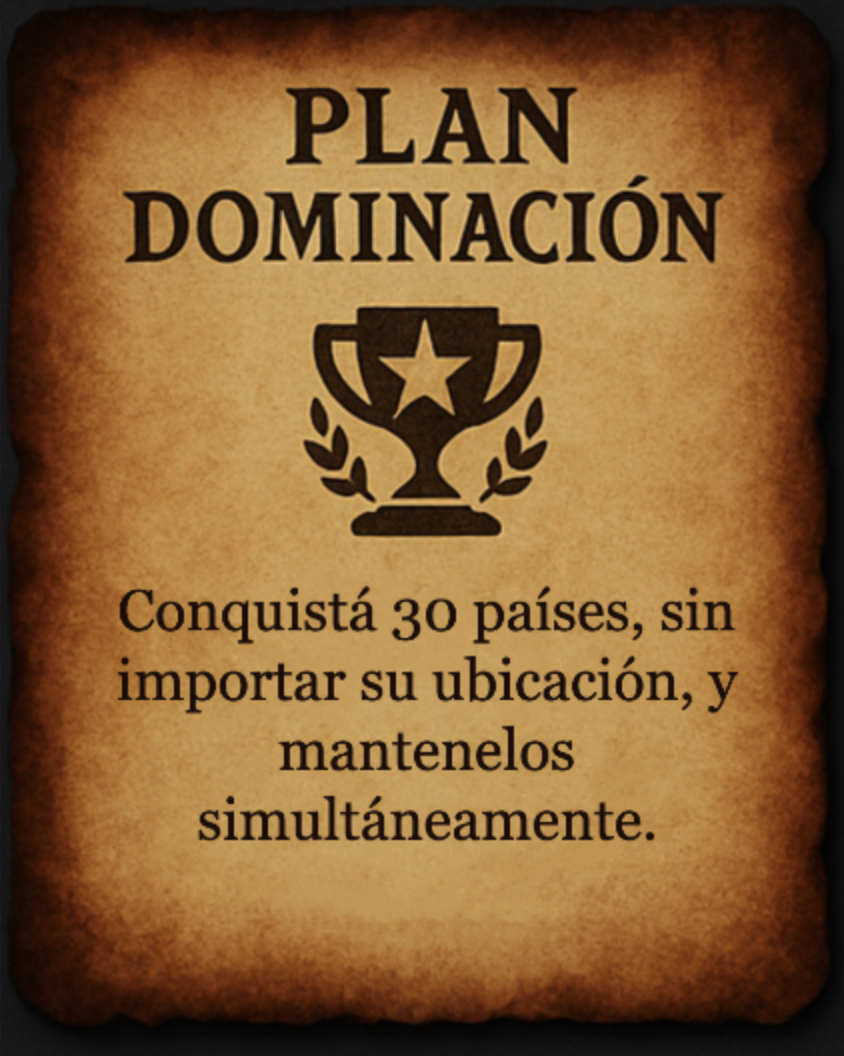 PLAN
DOMINACIÓN
Conquistá 30 países, sin
importar su ubicación, y
mantenelos
simultáneamente.